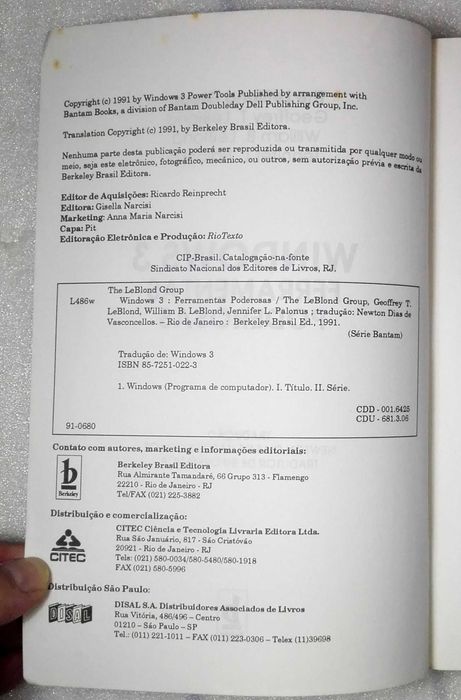 Copyright (c) 1991 by Windows 3 Power Tools Published by arrangement with
Bantam Books, a division of Bantam Doubleday Dell Publishing Group, Inc.
Translation Copyright (c) 1991, by Berkeley Brasil Editora.
Nenhuma parte desta publicação poderá ser reproduzida ou transmitida por qualquer modo ou
meio, seja este eletrônico, fotográfico, mecânico, ou outros, sem autorização prévia e escrita da
Berkeley Brasil Editora.
Editor de Aquisições: Ricardo Reinprecht
Editora: Gisella Narcisi
Marketing: Anna Maria Narcisi
Capa: Pit
Editoração Eletrônica e Produção: RioTexto
CIP-Brasil. Catalogação-na-fonte
Sindicato Nacional dos Editores de Livros, RJ.
The LeBlond Group
L486w Windows 3 : Ferramentas Poderosas / The LeBlond Group, Geoffrey T.
LeBlond, William B. LeBlond, Jennifer L. Palonus ; tradução: Newton Dias de
Vasconcellos. – Rio de Janeiro : Berkeley Brasil Ed., 1991.
(Série Bantam)
Tradução de: Windows 3
ISBN 85-7251-022-3
1. Windows (Programa de computador). I. Título. II. Série.
CDD - 001.6425
91-0680 CDU - 681.3.06
Contato com autores, marketing e informações editoriais:
b
Berkeley
Berkeley Brasil Editora
Rua Almirante Tamandaré, 66 Grupo 313 - Flamengo
22210 - Rio de Janeiro - RJ
Tel/FAX (021) 225-3882
Distribuição e comercialização:
CITEC
CITEC Ciência e Tecnologia Livraria Editora Ltda.
Rua São Januário, 817 - São Cristóvão
20921 - Rio de Janeiro - RJ
Tels: (021) 580-0034/580-5480/580-1918
FAX (021) 580-5996
Distribuição São Paulo:
DISAL
DISAL S.A. Distribuidores Associados de Livros
Rua Vitória, 486/496 – Centro
01210 – São Paulo – SP
Tel.: (011) 221-1011 – FAX (011) 223-0306 – Telex (11)39698